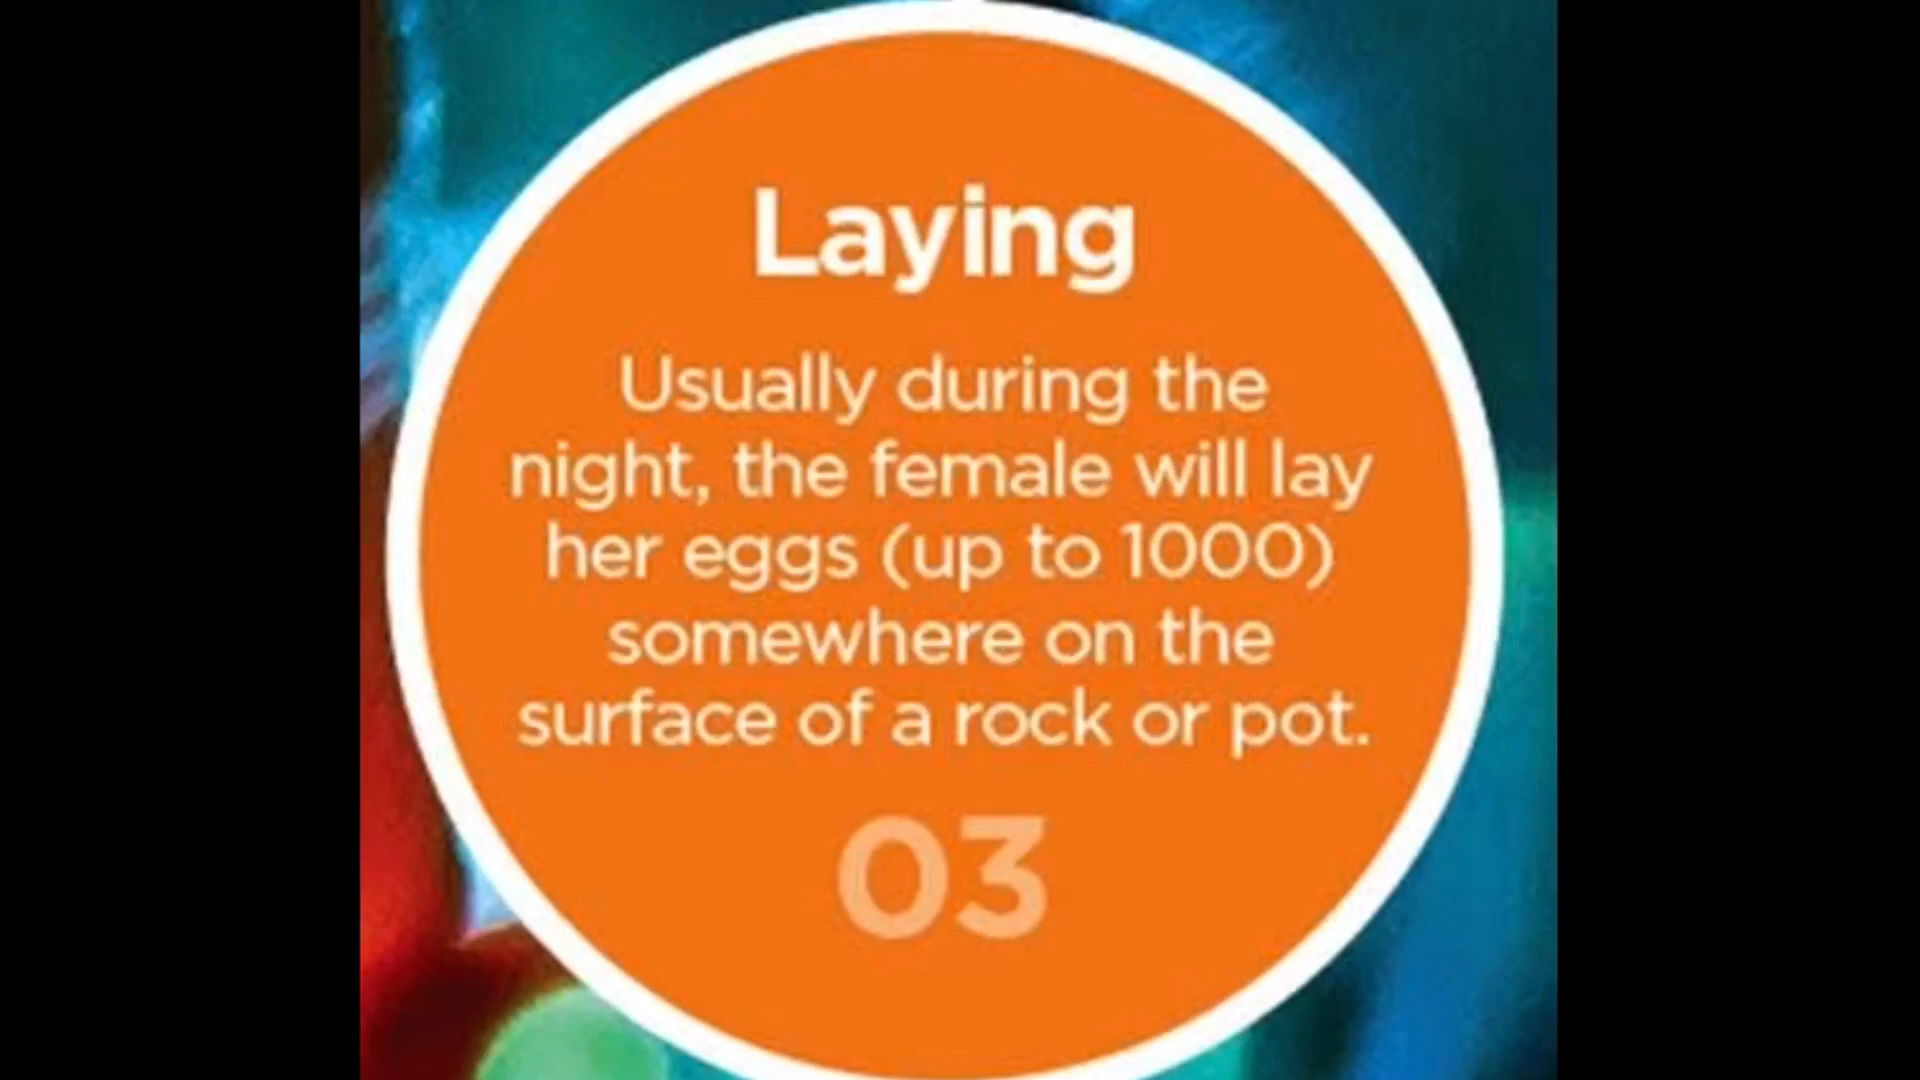 Laying
Usually during the
night, the female will lay
her eggs (up to 1000)
somewhere on the
surface of a rock or pot.
03